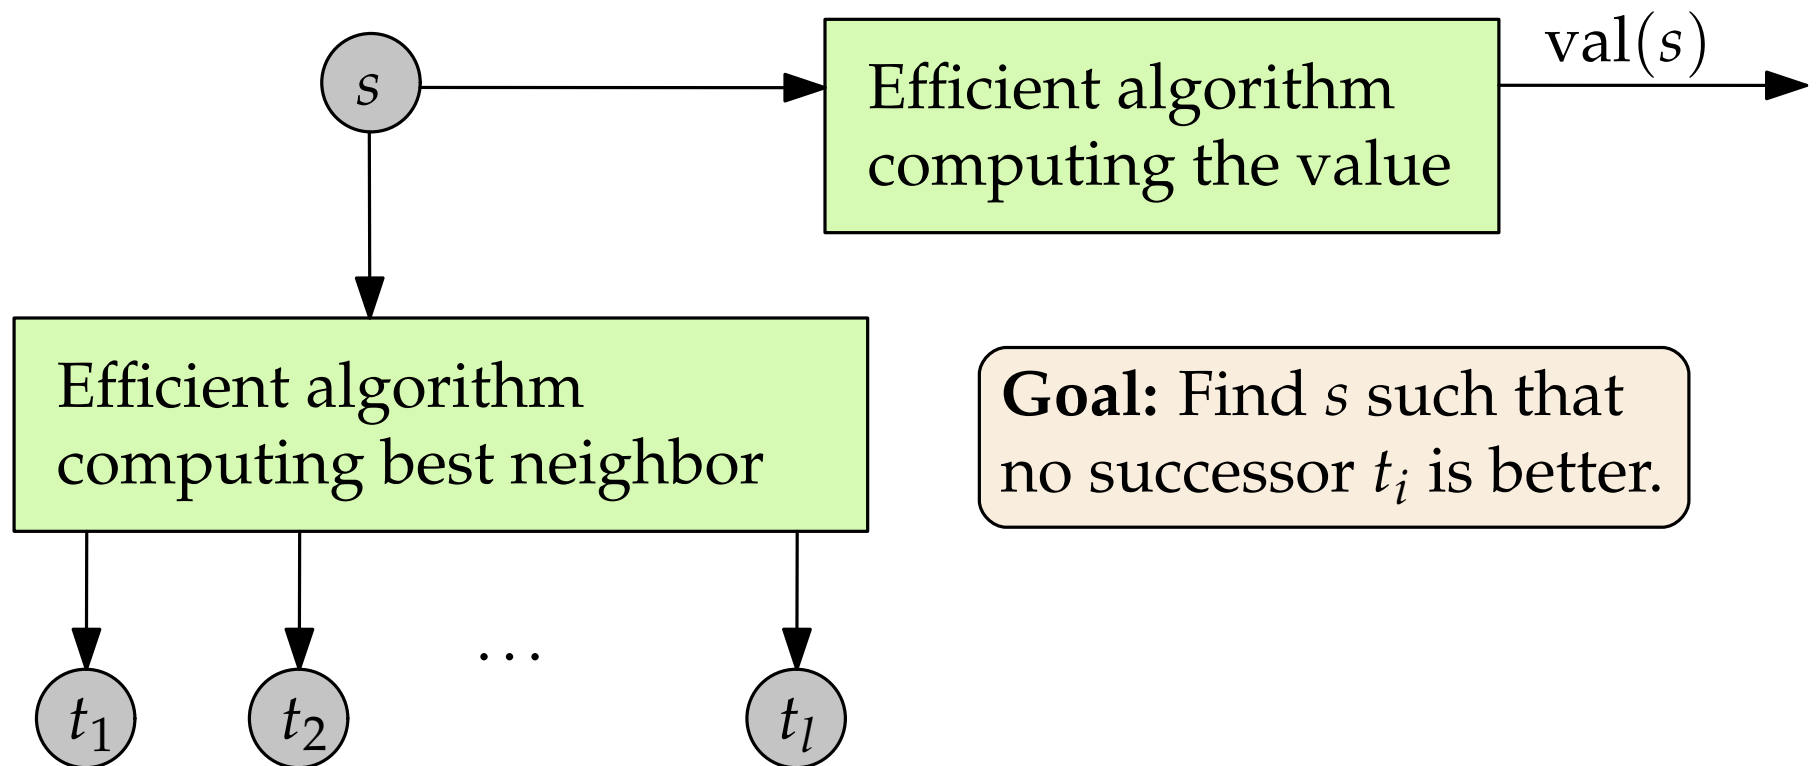 s
Efficient algorithm
computing the value
val(s)
Efficient algorithm
computing best neighbor
Goal: Find s such that
no successor tᵢ is better.
…
t₁
t₂
tₗ